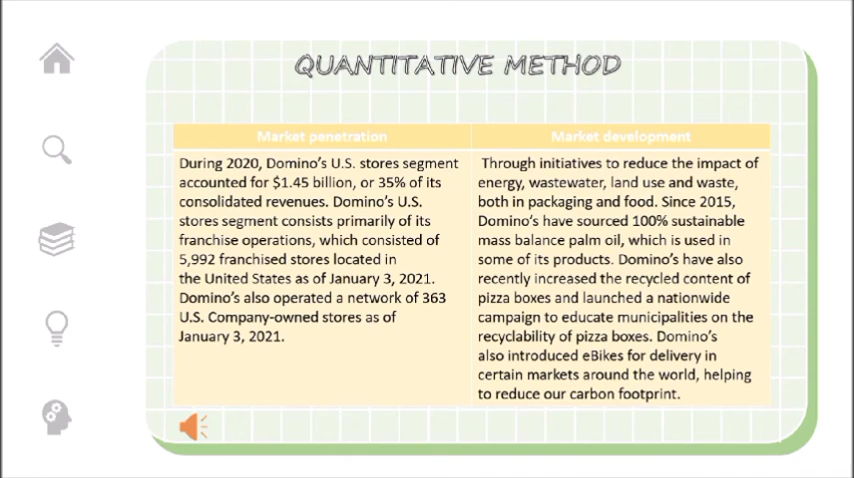 QUANTITATIVE METHOD
Market penetration
During 2020, Domino's U.S. stores segment
accounted for $1.45 billion, or 35% of its
consolidated revenues. Domino's U.S.
stores segment consists primarily of its
franchise operations, which consisted of
5,992 franchised stores located in
the United States as of January 3, 2021.
Domino's also operated a network of 363
U.S. Company-owned stores as of
January 3, 2021.
Market development
Through initiatives to reduce the impact of
energy, wastewater, land use and waste,
both in packaging and food. Since 2015,
Domino's have sourced 100% sustainable
mass balance palm oil, which is used in
some of its products. Domino's have also
recently increased the recycled content of
pizza boxes and launched a nationwide
campaign to educate municipalities on the
recyclability of pizza boxes. Domino's
also introduced eBikes for delivery in
certain markets around the world, helping
to reduce our carbon footprint.